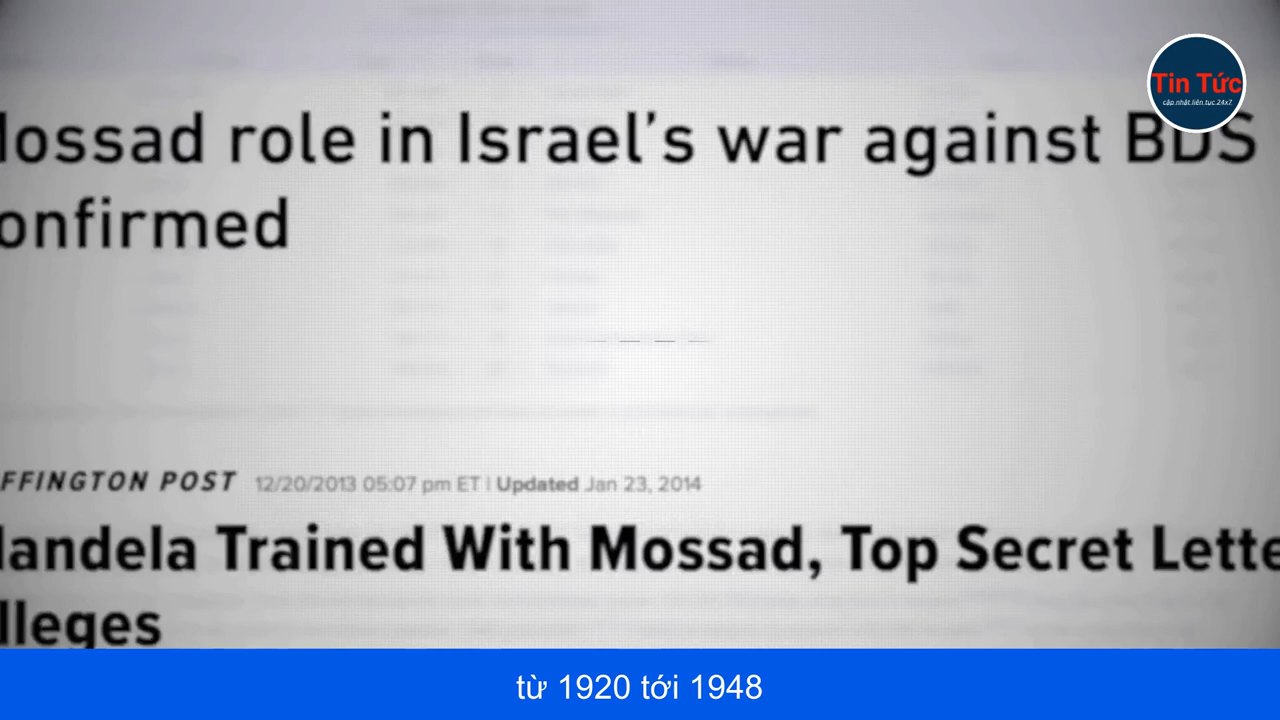 Tin Tức
cập nhật liên tục 24x7
ossad role in Israel's war against BDS
onfirmed
FFINGTON POST 12/20/2013 05:07 pm ET | Updated Jan 23, 2014
andela Trained With Mossad, Top Secret Lette
lleges
từ 1920 tới 1948